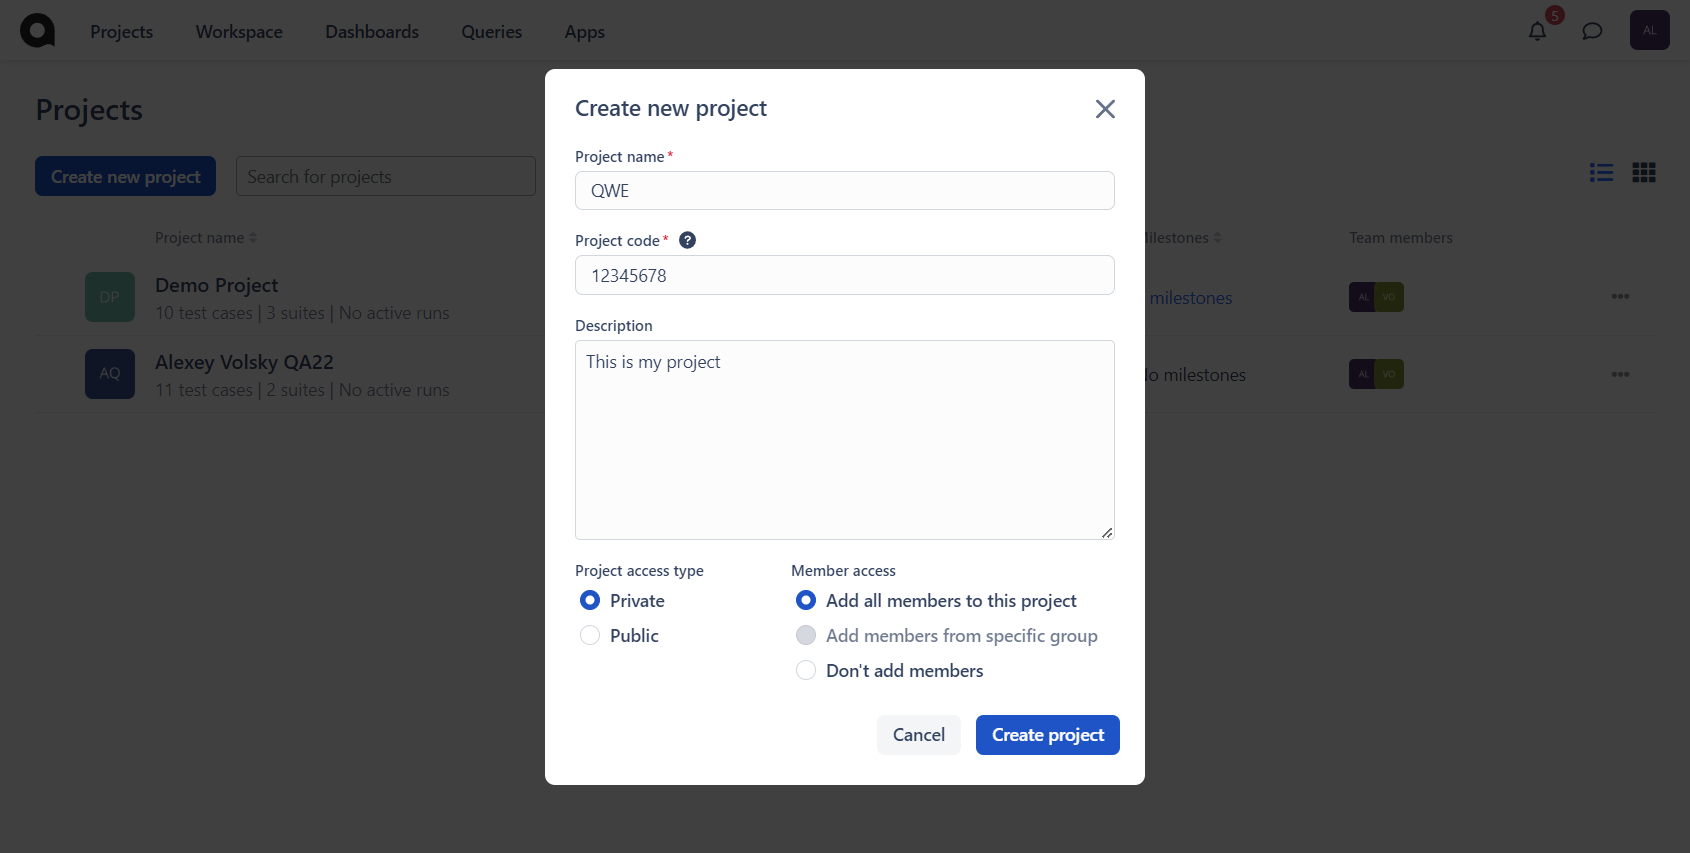 Projects Workspace Dashboards Queries Apps 5 AL
Projects
Create new project Search for projects
Project name Milestones Team members
DP Demo Project
10 test cases | 3 suites | No active runs milestones AL VO
AQ Alexey Volsky QA22
11 test cases | 2 suites | No active runs milestones AL VO
Create new project
Project name *
QWE
Project code * ?
12345678
Description
This is my project
Project access type
Private
Public
Member access
Add all members to this project
Add members from specific group
Don't add members
Cancel Create project